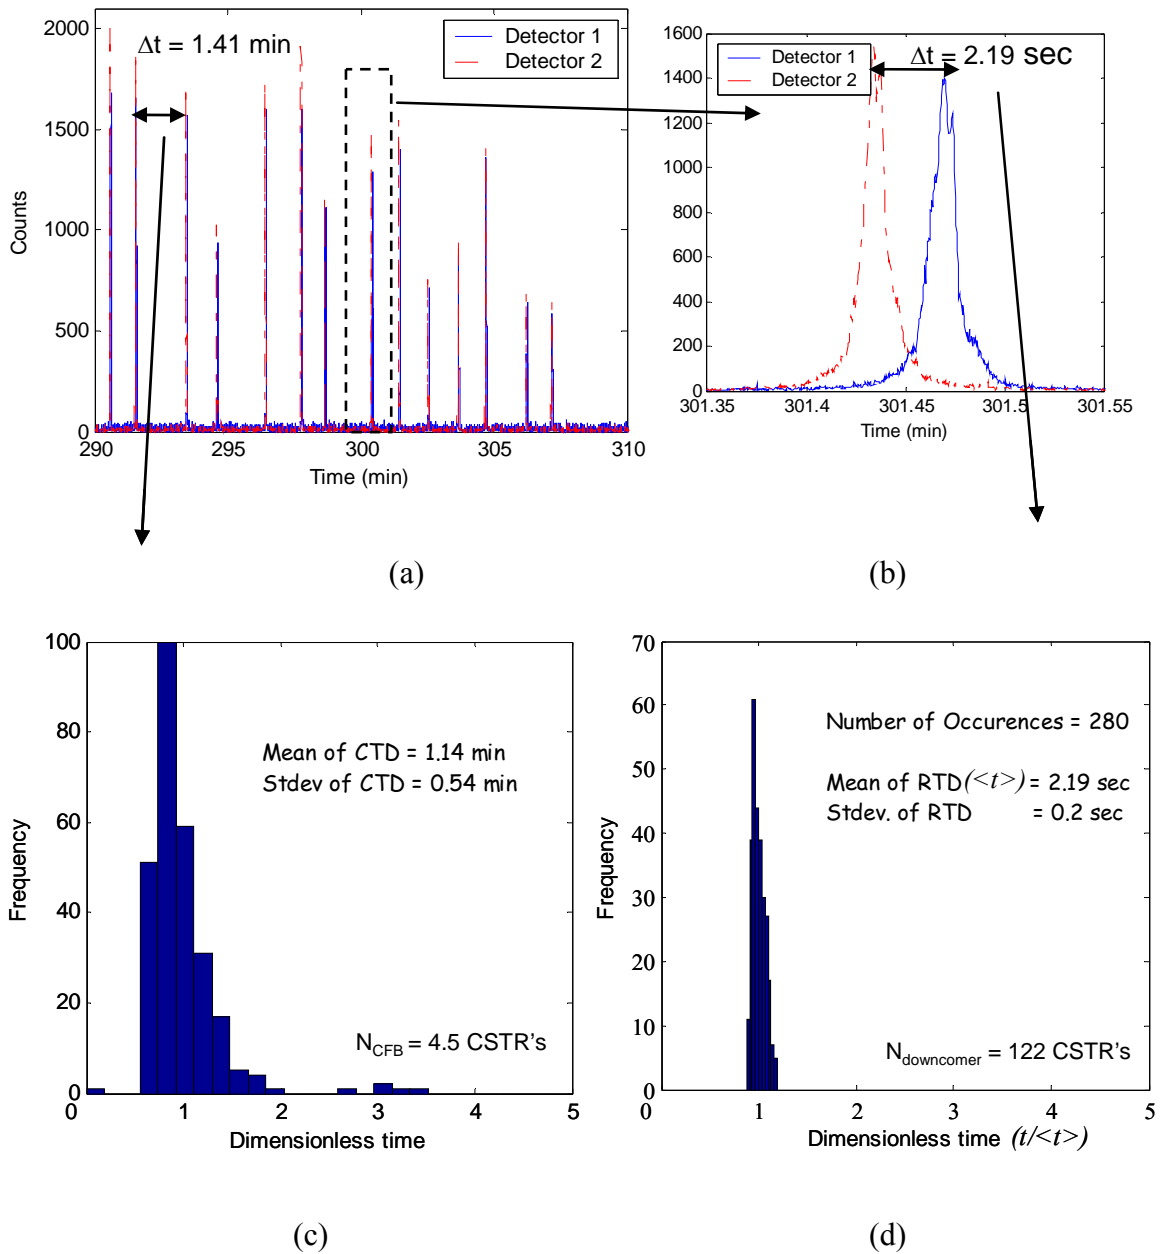 2000
1500
1000
500
0
Counts
Δt = 1.41 min
Detector 1
Detector 2
290
295
300
305
310
Time (min)
(a)
1600
1400
1200
1000
800
600
400
200
0
Detector 1
Detector 2
Δt = 2.19 sec
301.35
301.4
301.45
301.5
301.55
Time (min)
(b)
100
80
60
40
20
0
Frequency
Mean of CTD = 1.14 min
Stdev of CTD = 0.54 min
N_CFB = 4.5 CSTR's
0
1
2
3
4
5
Dimensionless time
(c)
70
60
50
40
30
20
10
0
Frequency
Number of Occurences = 280
Mean of RTD(<t>) = 2.19 sec
Stdev. of RTD = 0.2 sec
N_downcomer = 122 CSTR's
0
1
2
3
4
5
Dimensionless time (t/<t>)
(d)